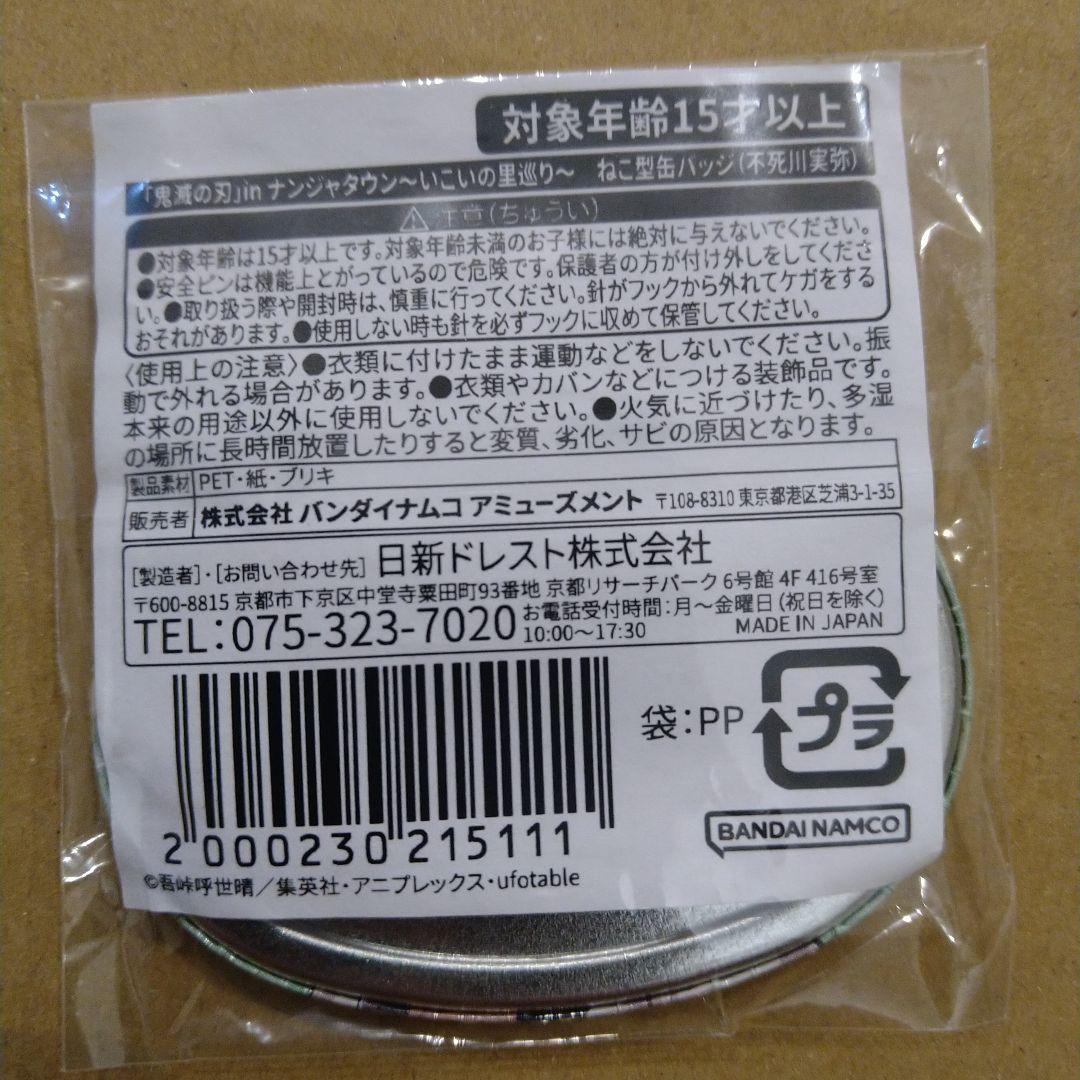 対象年齢15才以上
「鬼滅の刃」in ナンジャタウン〜いこいの里巡り〜 ねこ型缶バッジ(不死川実弥)
⚠注意(ちゅうい)
●対象年齢は15才以上です。対象年齢未満のお子様には絶対に与えないでください。
●安全ピンは機能上とがっているので危険です。保護者の方が付け外しをしてくださ
い。●取り扱う際や開封時は、慎重に行ってください。針がフックから外れてケガをする
おそれがあります。●使用しない時も針を必ずフックに収めて保管してください。
〈使用上の注意〉●衣類に付けたまま運動などをしないでください。振
動で外れる場合があります。●衣類やカバンなどにつける装飾品です。
本来の用途以外に使用しないでください。●火気に近づけたり、多湿
の場所に長時間放置したりすると変質、劣化、サビの原因となります。
製品素材 PET・紙・ブリキ
販売者 株式会社 バンダイナムコ アミューズメント 〒108-8310 東京都港区芝浦3-1-35
[製造者]・[お問い合わせ先] 日新ドレスト株式会社
〒600-8815 京都市下京区中堂寺粟田町93番地 京都リサーチパーク 6号館 4F 416号室
TEL:075-323-7020 お電話受付時間:月〜金曜日(祝日を除く)
10:00〜17:30 MADE IN JAPAN
袋:PP プラ
BANDAI NAMCO
2 000230 215111
©吾峠呼世晴/集英社・アニプレックス・ufotable